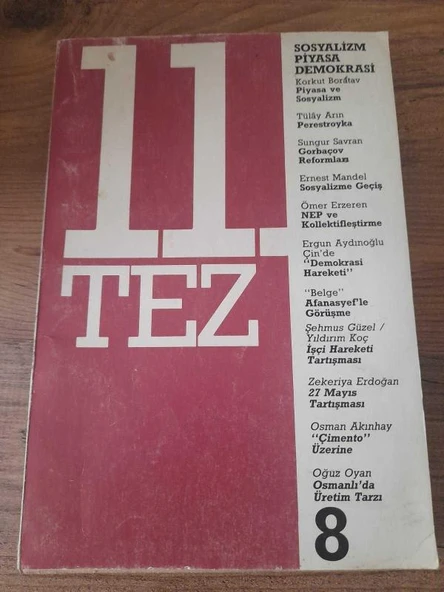 11.
TEZ
SOSYALİZM
PİYASA
DEMOKRASİ
Korkut Boratav
Piyasa ve
Sosyalizm
Tülây Arın
Perestroyka
Sungur Savran
Gorbaçov
Reformları
Ernest Mandel
Sosyalizme Geçiş
Ömer Erzeren
NEP ve
Kollektifleştirme
Ergun Aydınoğlu
Çin'de
"Demokrasi
Hareketi"
"Belge"
Afanasyef'le
Görüşme
Şehmus Güzel /
Yıldırım Koç
İşçi Hareketi
Tartışması
Zekeriya Erdoğan
27 Mayıs
Tartışması
Osman Akınhay
"Çimento"
Üzerine
Oğuz Oyan
Osmanlı'da
Üretim Tarzı
8